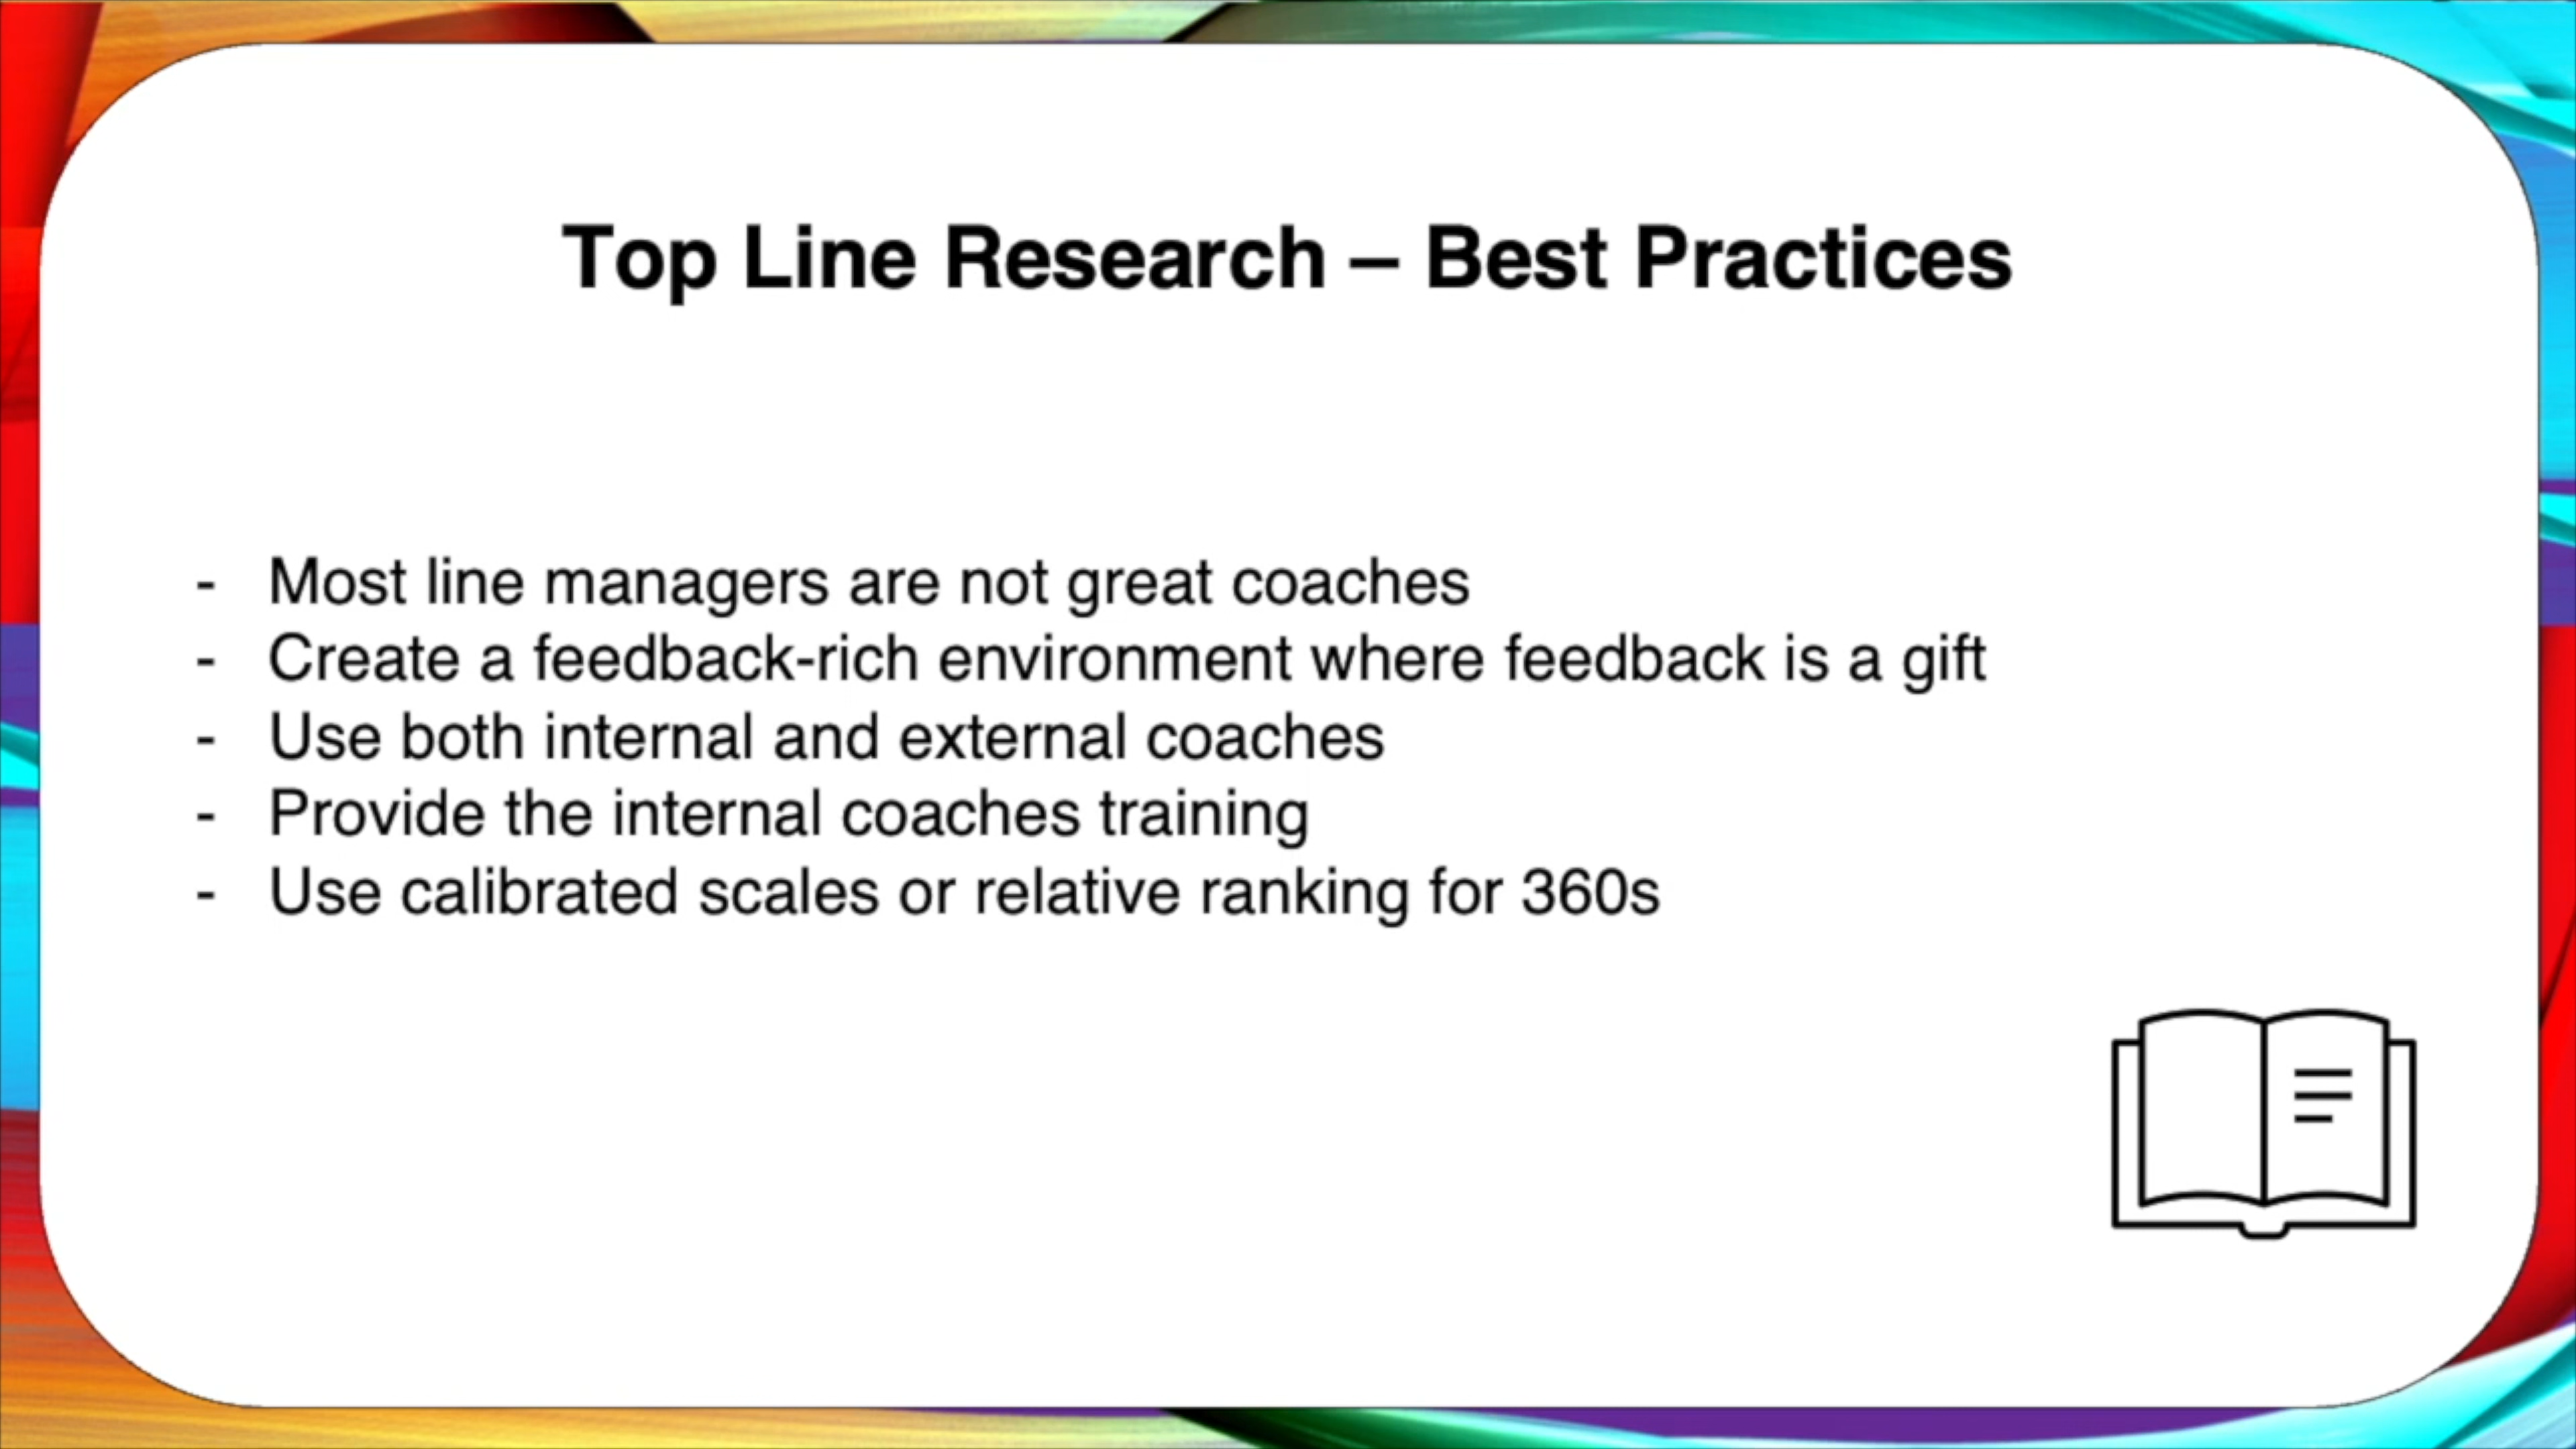 Top Line Research – Best Practices
- Most line managers are not great coaches
- Create a feedback-rich environment where feedback is a gift
- Use both internal and external coaches
- Provide the internal coaches training
- Use calibrated scales or relative ranking for 360s